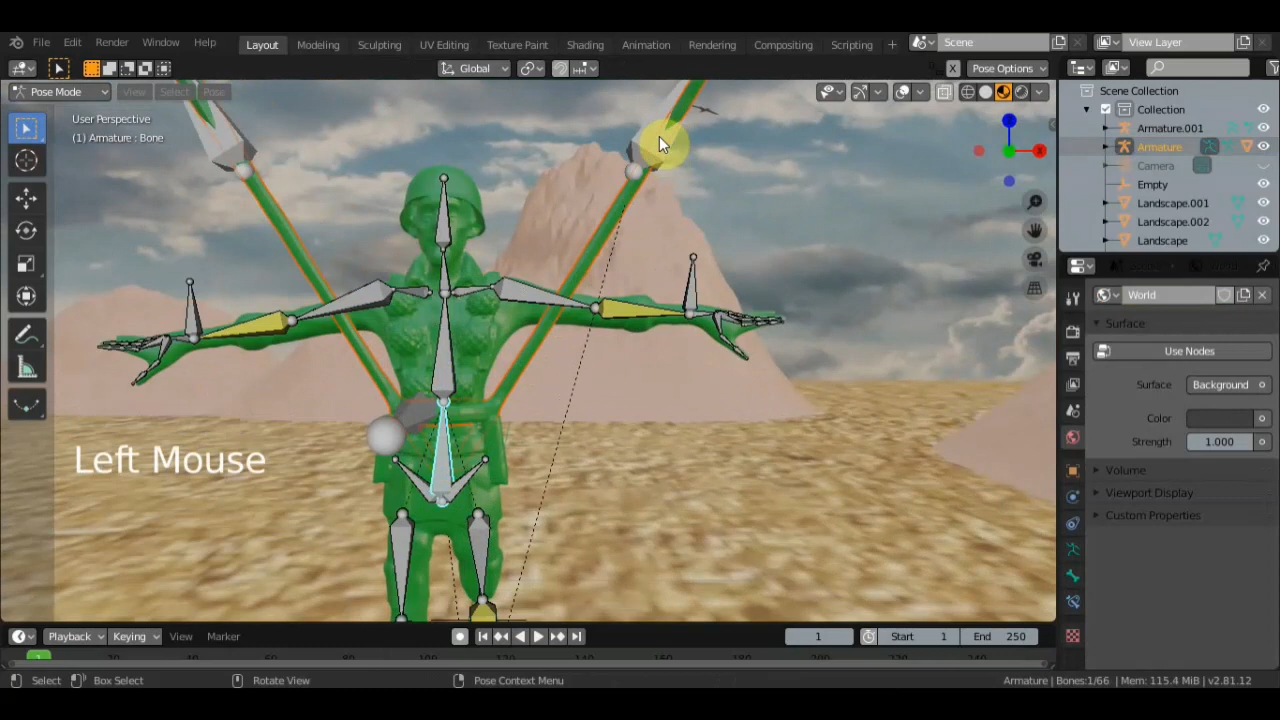 File Edit Render Window Help Layout Modeling Sculpting UV Editing Texture Paint Shading Animation Rendering Compositing Scripting + Scene View Layer
Global X Pose Options
Pose Mode View Select Pose
User Perspective
(1) Armature : Bone
Scene Collection
Collection
Armature.001
Armature
Camera
Empty
Landscape.001
Landscape.002
Landscape
World
Surface
Use Nodes
Surface Background
Color
Strength 1.000
Volume
Viewport Display
Custom Properties
Left Mouse
Playback Keying View Marker 1 Start 1 End 250
1
Select Box Select Rotate View Pose Context Menu Armature | Bones:1/66 | Mem: 115.4 MiB | v2.81.12